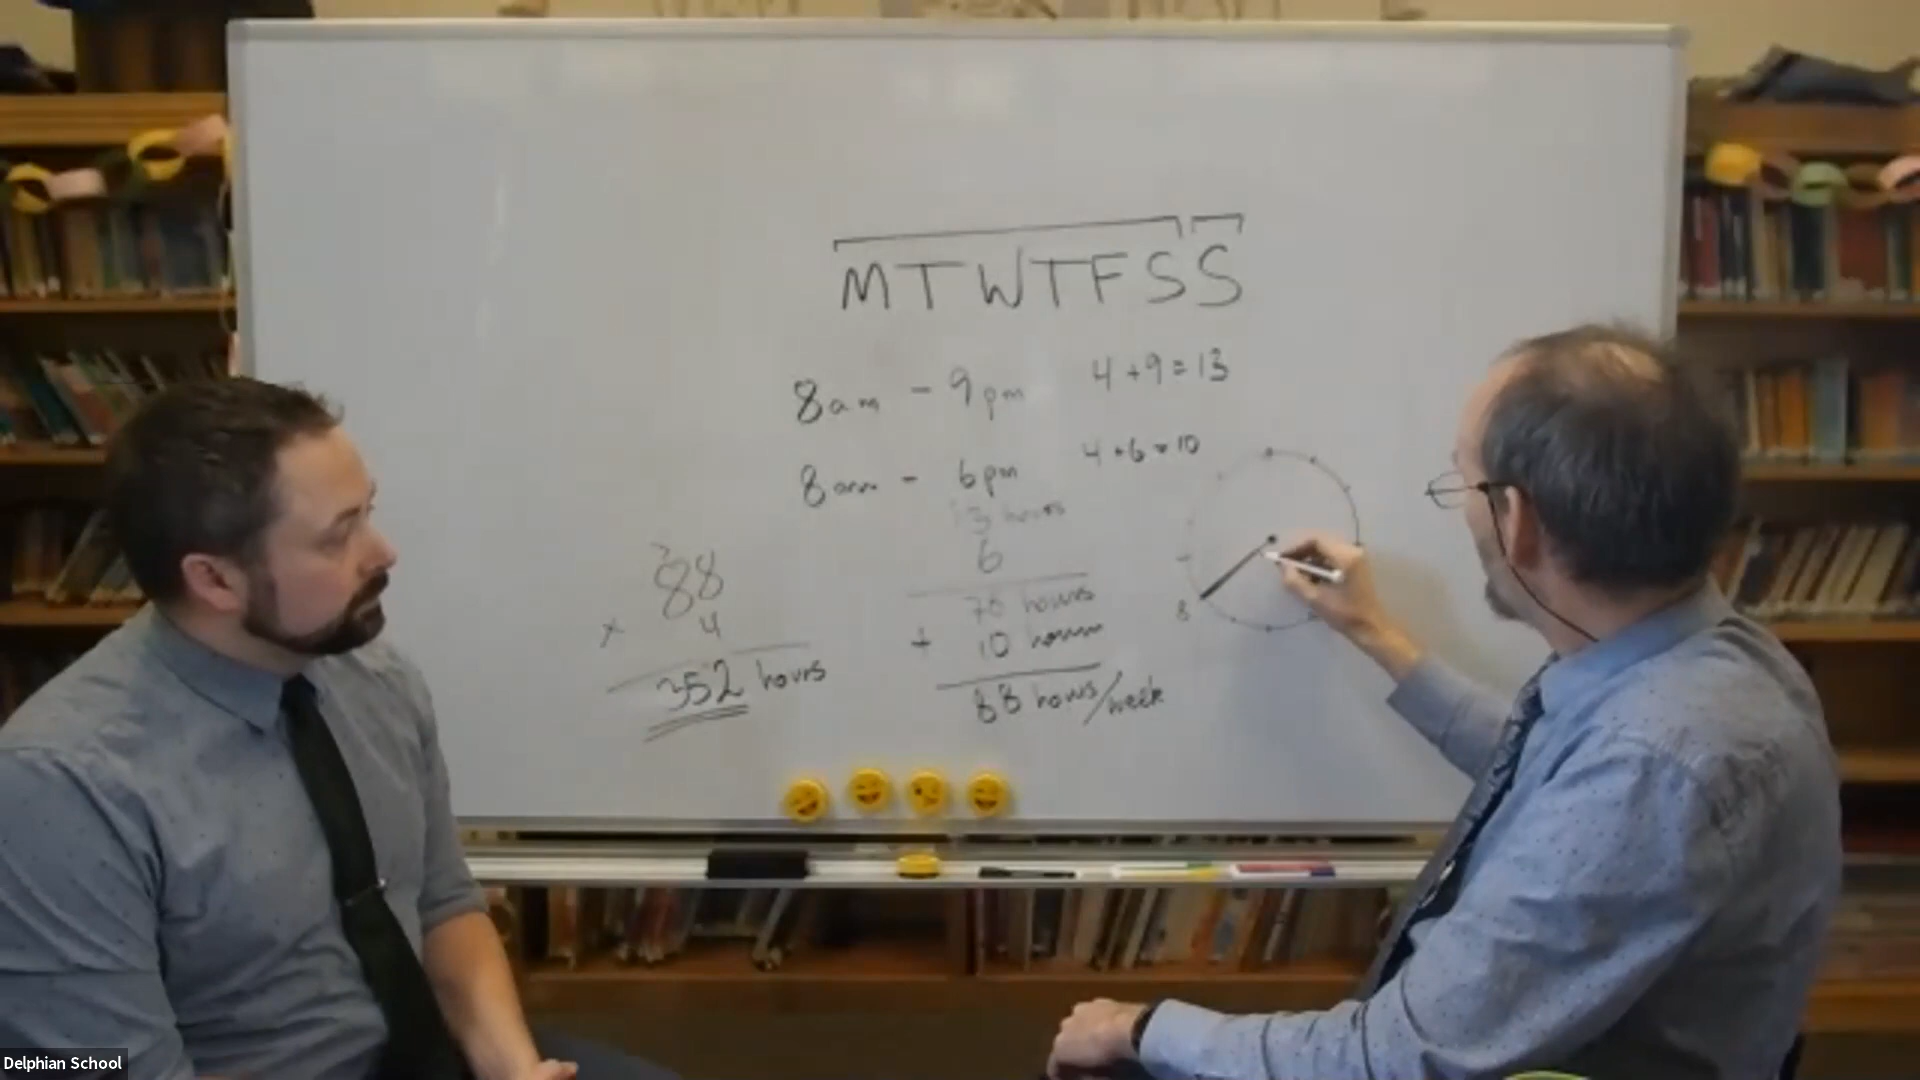 MTWTFSS
8am - 9pm 4+9=13
8am - 6pm 4+6=10
13 hours
6
78 hours
+ 10 hours
88 hours/week
88
x 4
352 hours
8
Delphian School